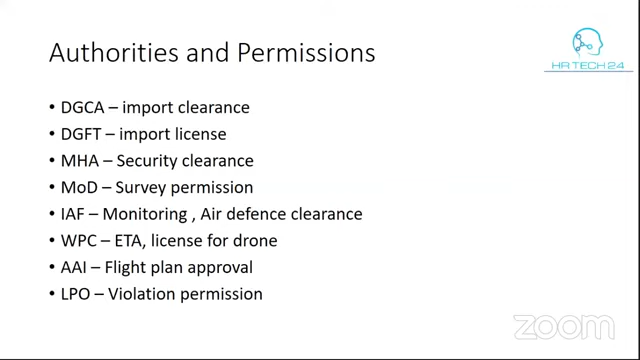 Authorities and Permissions
HR TECH 24
• DGCA – import clearance
• DGFT – import license
• MHA – Security clearance
• MoD – Survey permission
• IAF – Monitoring , Air defence clearance
• WPC – ETA, license for drone
• AAI – Flight plan approval
• LPO – Violation permission
zoom